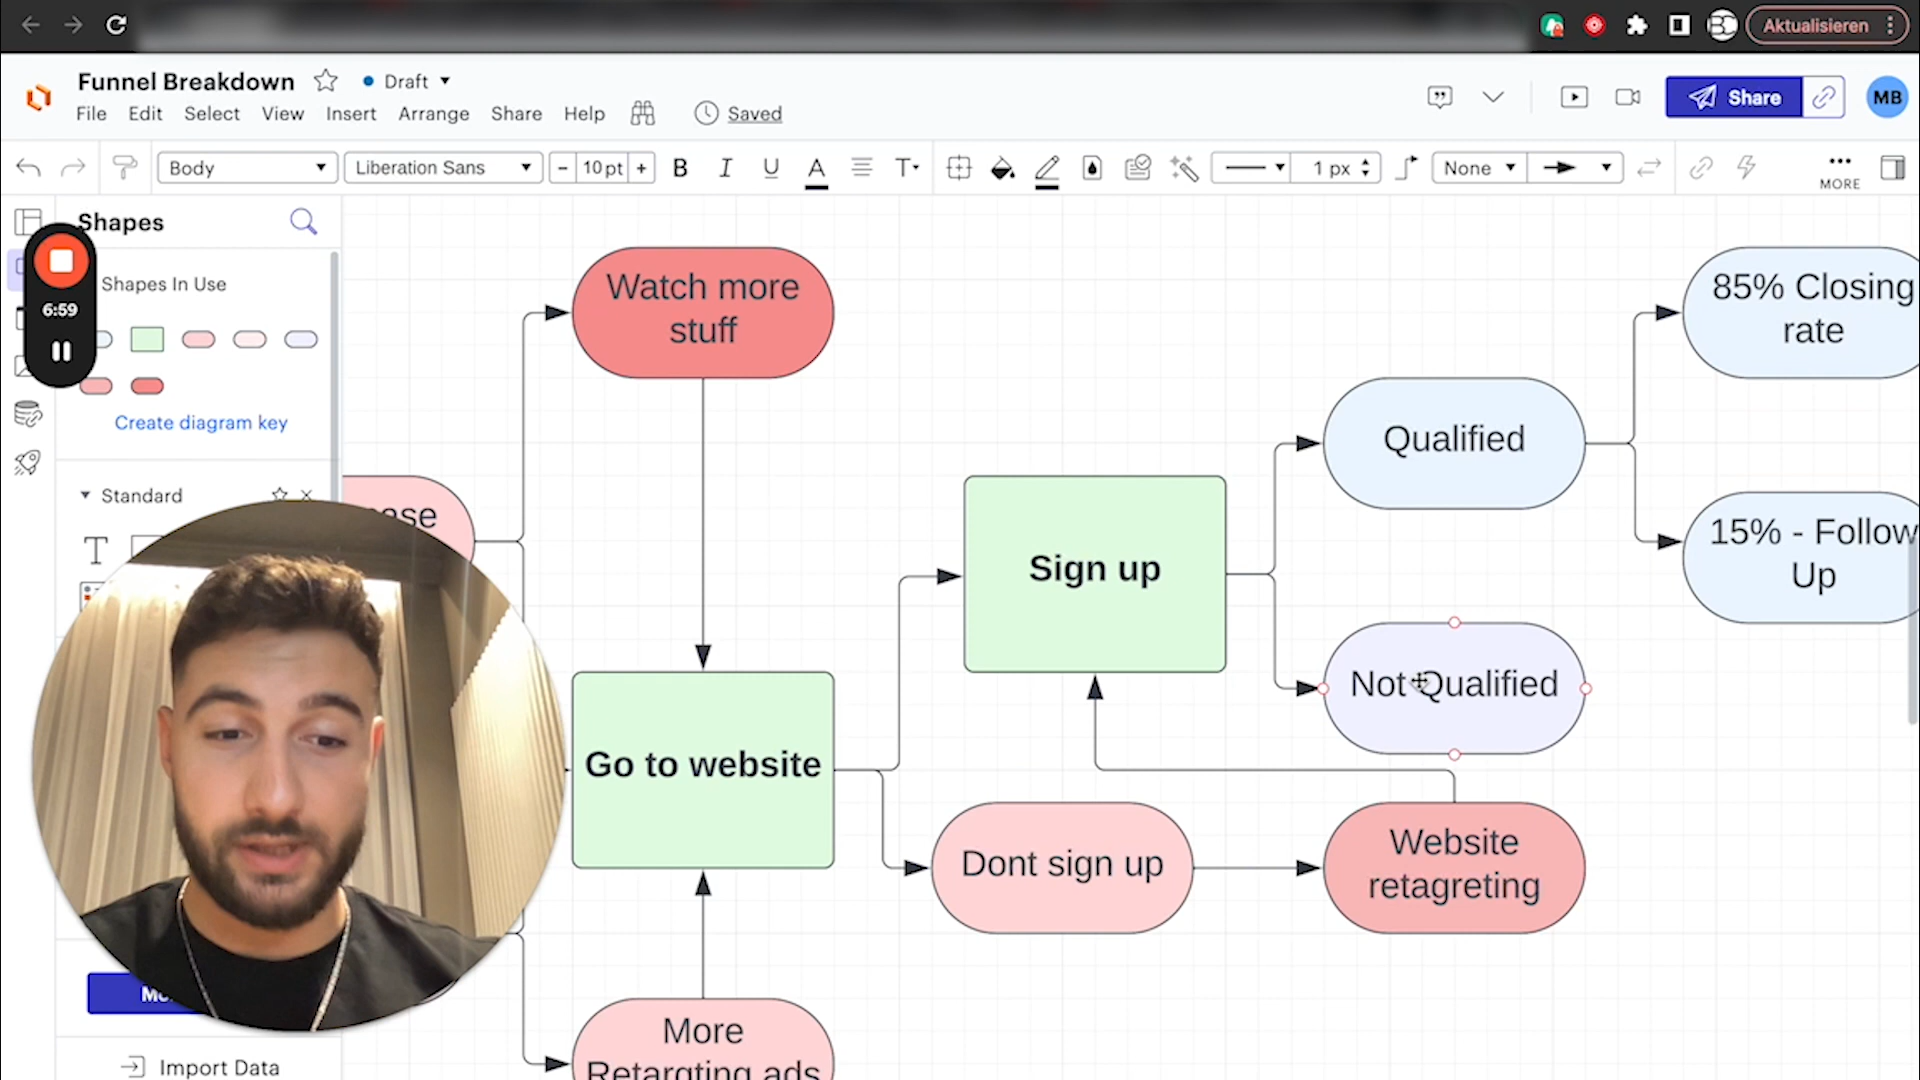 Aktualisieren
Funnel Breakdown
Draft
File Edit Select View Insert Arrange Share Help Saved
Share
MB
Body
Liberation Sans
- 10 pt +
B I U A T
1 px
None
MORE
Shapes
Shapes In Use
6:59
Create diagram key
Standard
T
Import Data
Watch more
stuff
Go to website
More
Retargting ads
Sign up
Dont sign up
Website
retagreting
Qualified
Not Qualified
85% Closing
rate
15% - Follow
Up